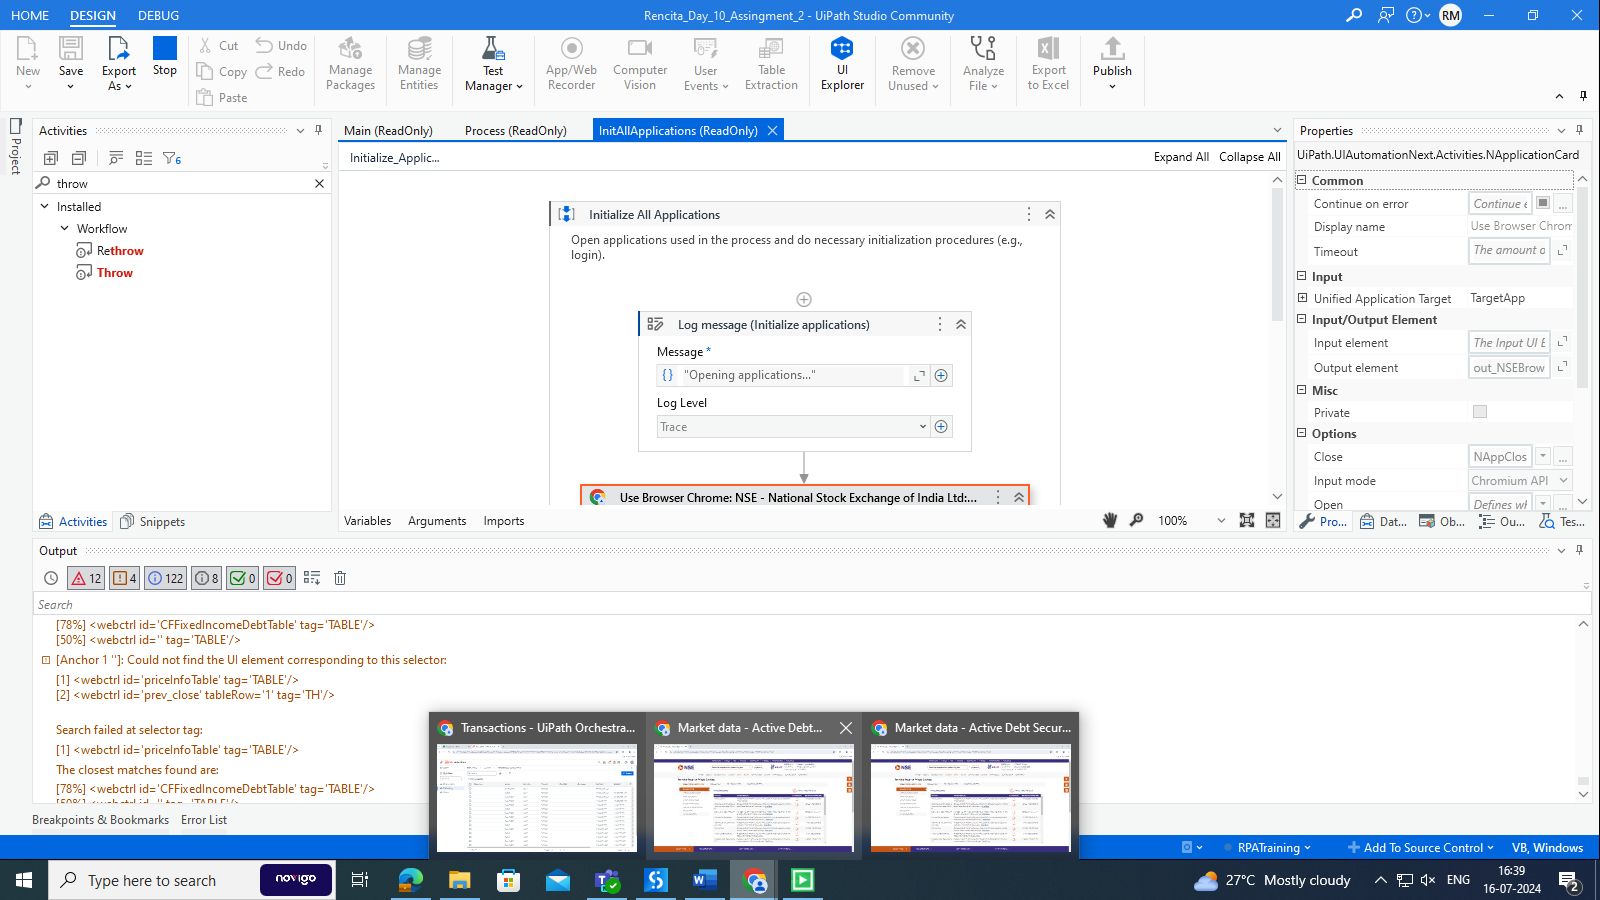 HOME
DESIGN
DEBUG
Rencita_Day_10_Assingment_2 - UiPath Studio Community
RM
New
Save
Export As
Stop
Cut
Copy
Paste
Undo
Redo
Manage Packages
Manage Entities
Test Manager
App/Web Recorder
Computer Vision
User Events
Table Extraction
UI Explorer
Remove Unused
Analyze File
Export to Excel
Publish
Project
Activities
6
throw
Installed
Workflow
Rethrow
Throw
Activities
Snippets
Main (ReadOnly)
Process (ReadOnly)
InitAllApplications (ReadOnly)
Initialize_Applic...
Expand All
Collapse All
Initialize All Applications
Open applications used in the process and do necessary initialization procedures (e.g.,
login).
Log message (Initialize applications)
Message *
{ } "Opening applications..."
Log Level
Trace
Use Browser Chrome: NSE - National Stock Exchange of India Ltd:...
Variables
Arguments
Imports
100%
Properties
UiPath.UIAutomationNext.Activities.NApplicationCard
Common
Continue on error Continue e ...
Display name Use Browser Chrom
Timeout The amount o
Input
Unified Application Target TargetApp
Input/Output Element
Input element The Input UI E
Output element out_NSEBrow
Misc
Private
Options
Close NAppClos ...
Input mode Chromium API
Open Defines wh ...
Pro...
Dat...
Ob...
Ou...
Tes...
Output
12
4
122
8
0
0
Search
[78%] <webctrl id='CFFixedIncomeDebtTable' tag='TABLE'/>
[50%] <webctrl id='' tag='TABLE'/>
[Anchor 1 '']: Could not find the UI element corresponding to this selector:
[1] <webctrl id='priceInfoTable' tag='TABLE'/>
[2] <webctrl id='prev_close' tableRow='1' tag='TH'/>
Search failed at selector tag:
[1] <webctrl id='priceInfoTable' tag='TABLE'/>
The closest matches found are:
[78%] <webctrl id='CFFixedIncomeDebtTable' tag='TABLE'/>
[50%] <webctrl id='' tag='TABLE'/>
Breakpoints & Bookmarks
Error List
Transactions - UiPath Orchestra...
Market data - Active Debt...
Market data - Active Debt Secur...
NSE
NSE
RPATraining
Add To Source Control
VB, Windows
Type here to search
novigo
27°C Mostly cloudy
ENG
16:39
16-07-2024
2